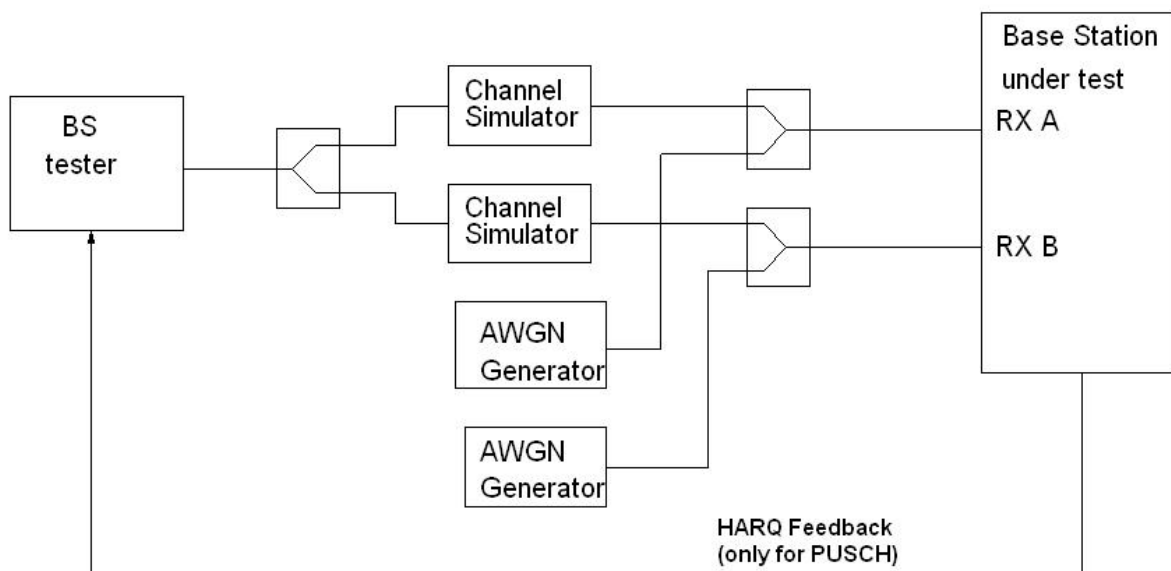 BS
tester
Channel
Simulator
Channel
Simulator
AWGN
Generator
AWGN
Generator
Base Station
under test
RX A
RX B
HARQ Feedback
(only for PUSCH)